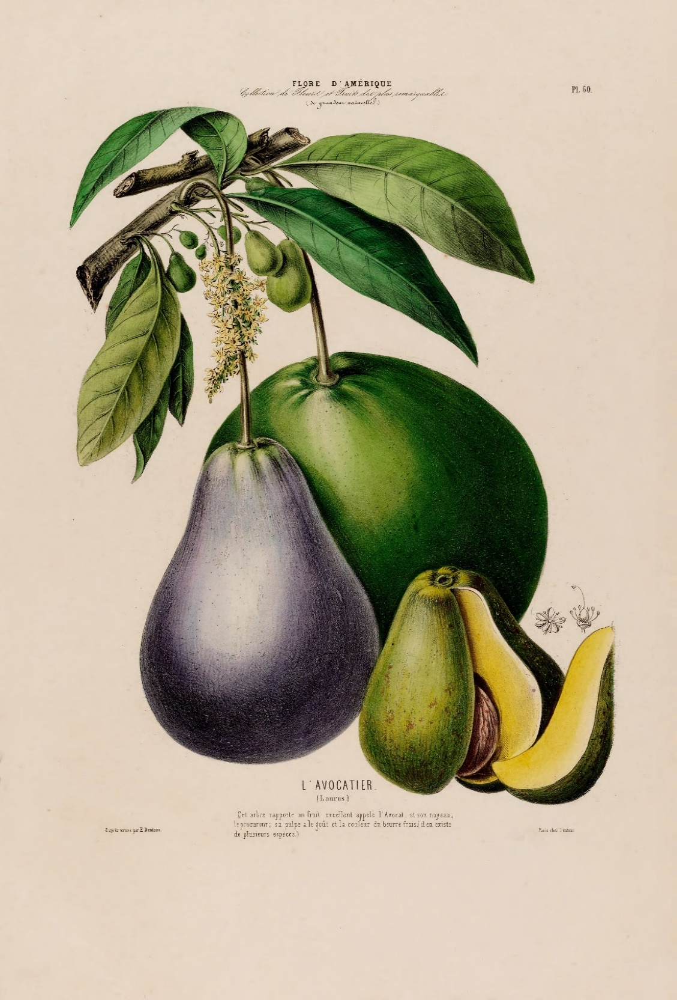 FLORE D'AMÉRIQUE
Collection de Fleurs et Fruits des plus remarquables
(de grandeur naturelle.)
Pl. 60.
L'AVOCATIER.
(Laurus.)
Cet arbre rapporte un fruit excellent appelé l'Avocat, et son noyeau,
le procureur; sa pulpe a le goût et la couleur du beurre frais (il en existe
de plusieurs espèces.)
d'après nature par E. Denisse.
Paris chez l'auteur